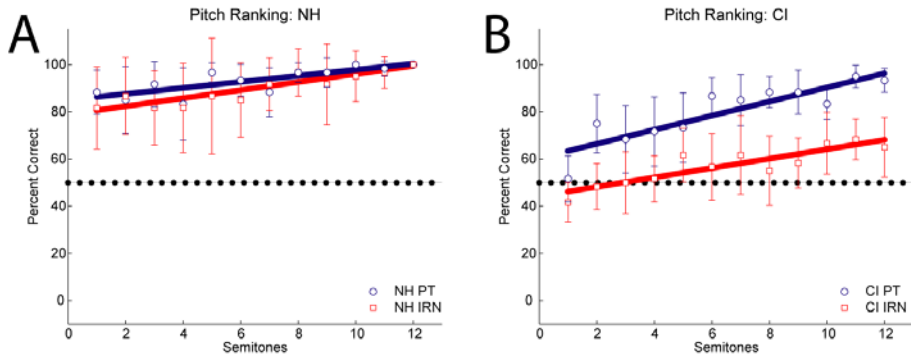 A
Pitch Ranking: NH
Percent Correct
100
80
60
40
20
0
0 2 4 6 8 10 12
Semitones
NH PT
NH IRN
B
Pitch Ranking: CI
Percent Correct
100
80
60
40
20
0
0 2 4 6 8 10 12
Semitones
CI PT
CI IRN